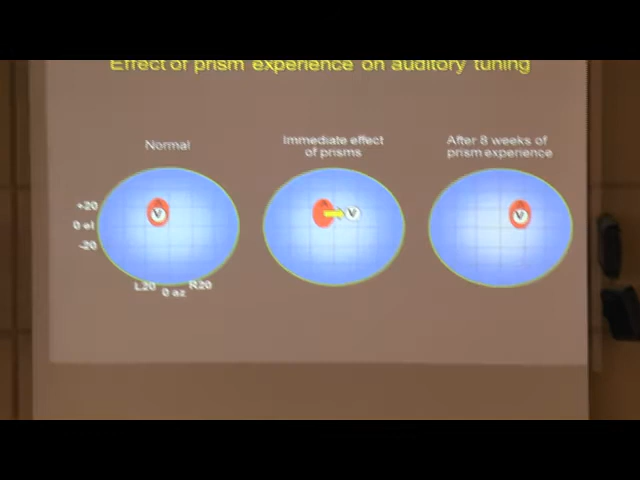 Effect of prism experience on auditory tuning
Normal
Immediate effect
of prisms
After 8 weeks of
prism experience
+20
0 el
-20
L20
0 az
R20
V
V
V